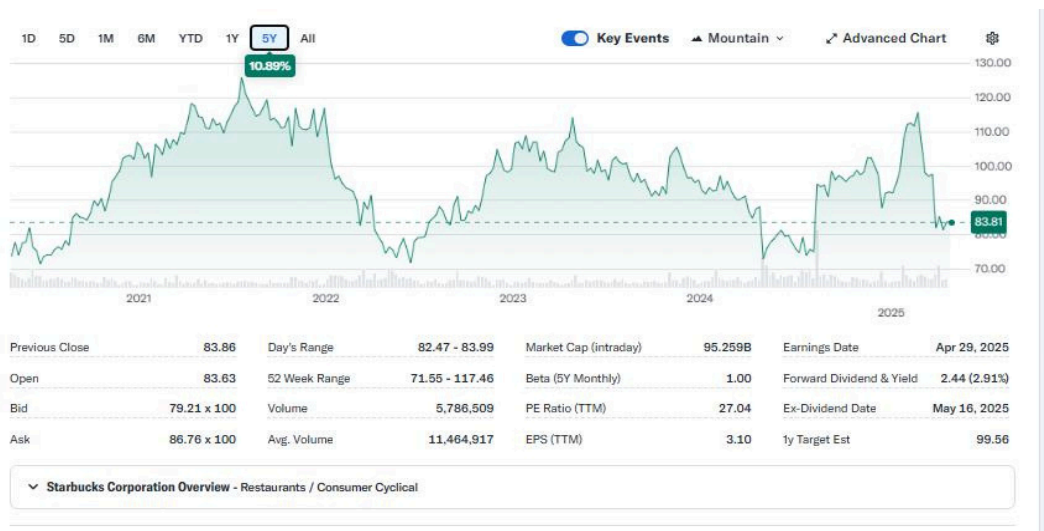 1D 5D 1M 6M YTD 1Y 5Y All Key Events Mountain Advanced Chart
10.89%
130.00
120.00
110.00
100.00
90.00
83.81
80.00
70.00
2021 2022 2023 2024 2025
Previous Close 83.86 Day's Range 82.47 - 83.99 Market Cap (intraday) 95.259B Earnings Date Apr 29, 2025
Open 83.63 52 Week Range 71.55 - 117.46 Beta (5Y Monthly) 1.00 Forward Dividend & Yield 2.44 (2.91%)
Bid 79.21 x 100 Volume 5,786,509 PE Ratio (TTM) 27.04 Ex-Dividend Date May 16, 2025
Ask 86.76 x 100 Avg. Volume 11,464,917 EPS (TTM) 3.10 1y Target Est 99.56
Starbucks Corporation Overview - Restaurants / Consumer Cyclical